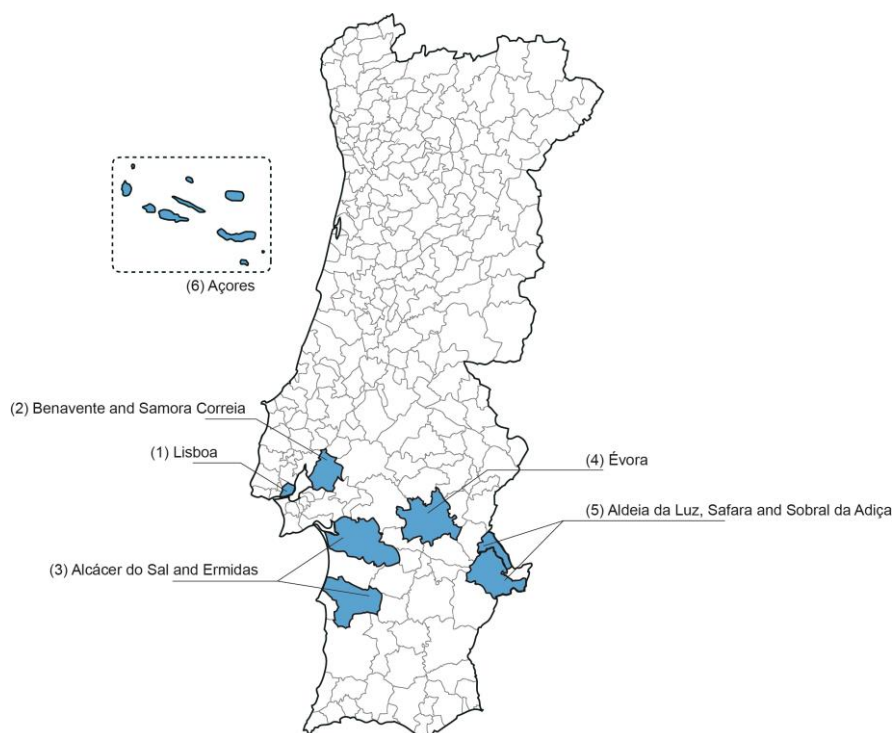 (6) Açores
(2) Benavente and Samora Correia
(1) Lisboa
(4) Évora
(5) Aldeia da Luz, Safara and Sobral da Adiça
(3) Alcácer do Sal and Ermidas